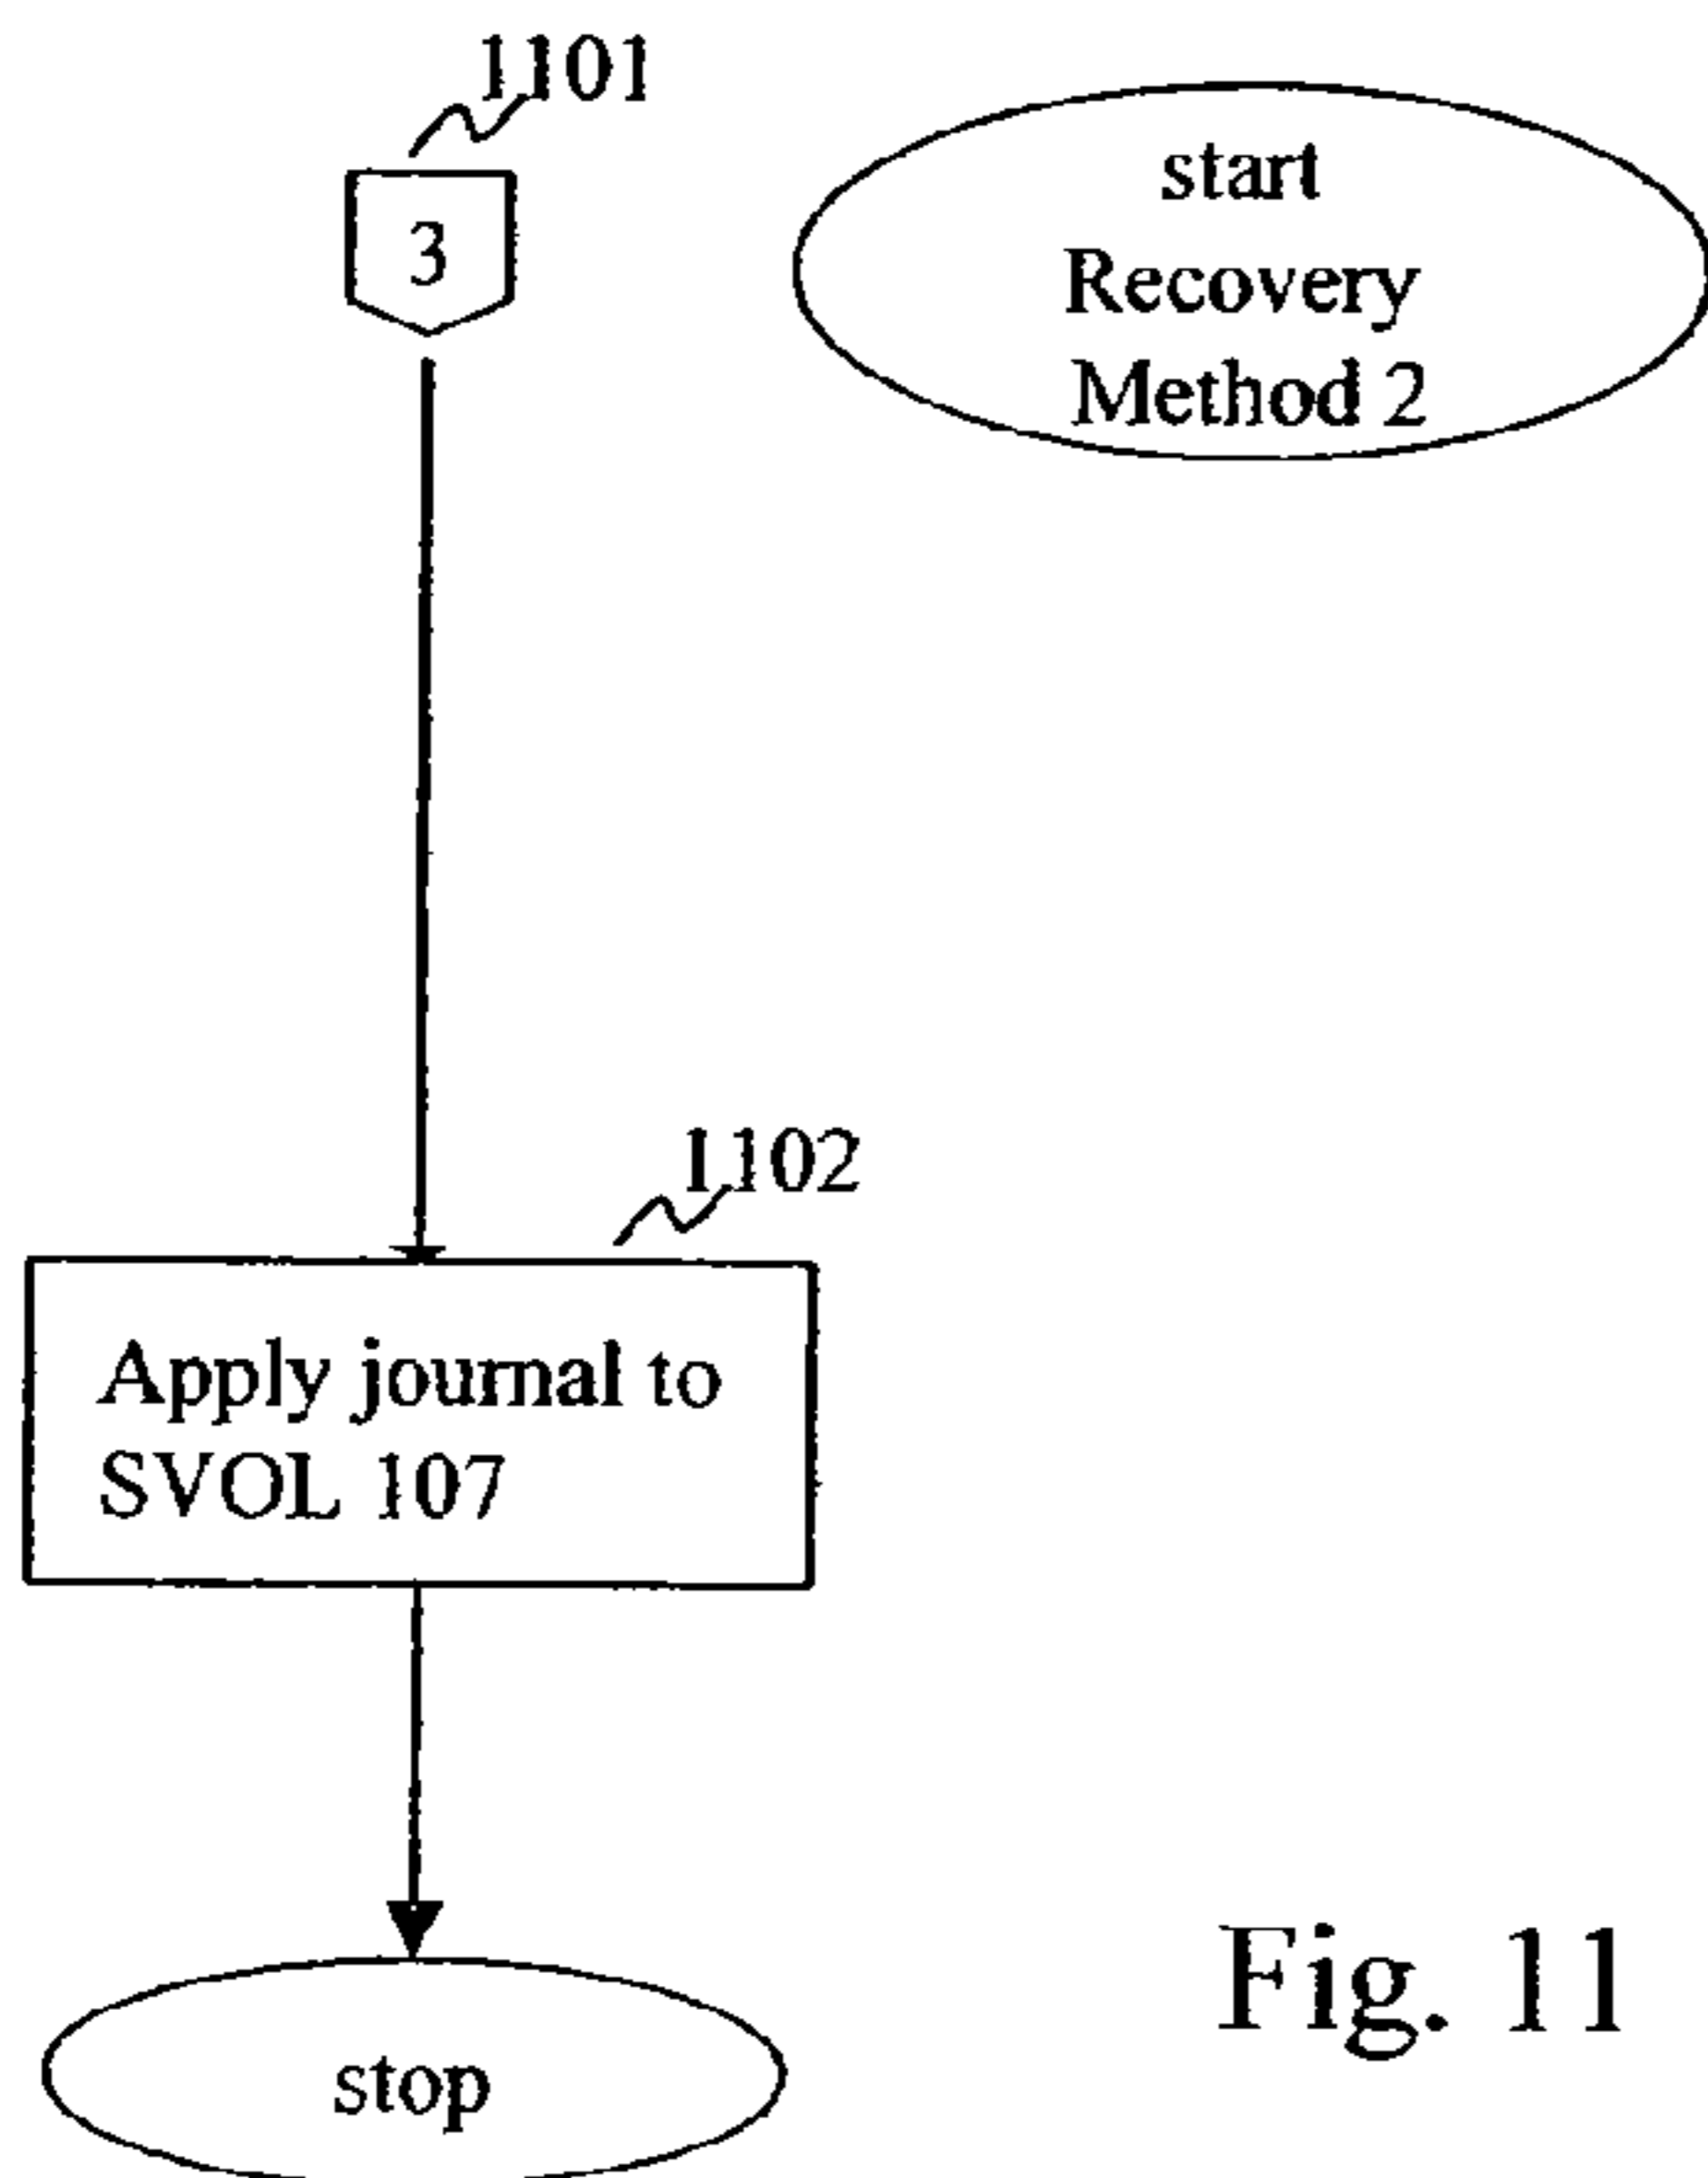 1101
3
start
Recovery
Method 2
1102
Apply journal to
SVOL 107
stop
Fig. 11